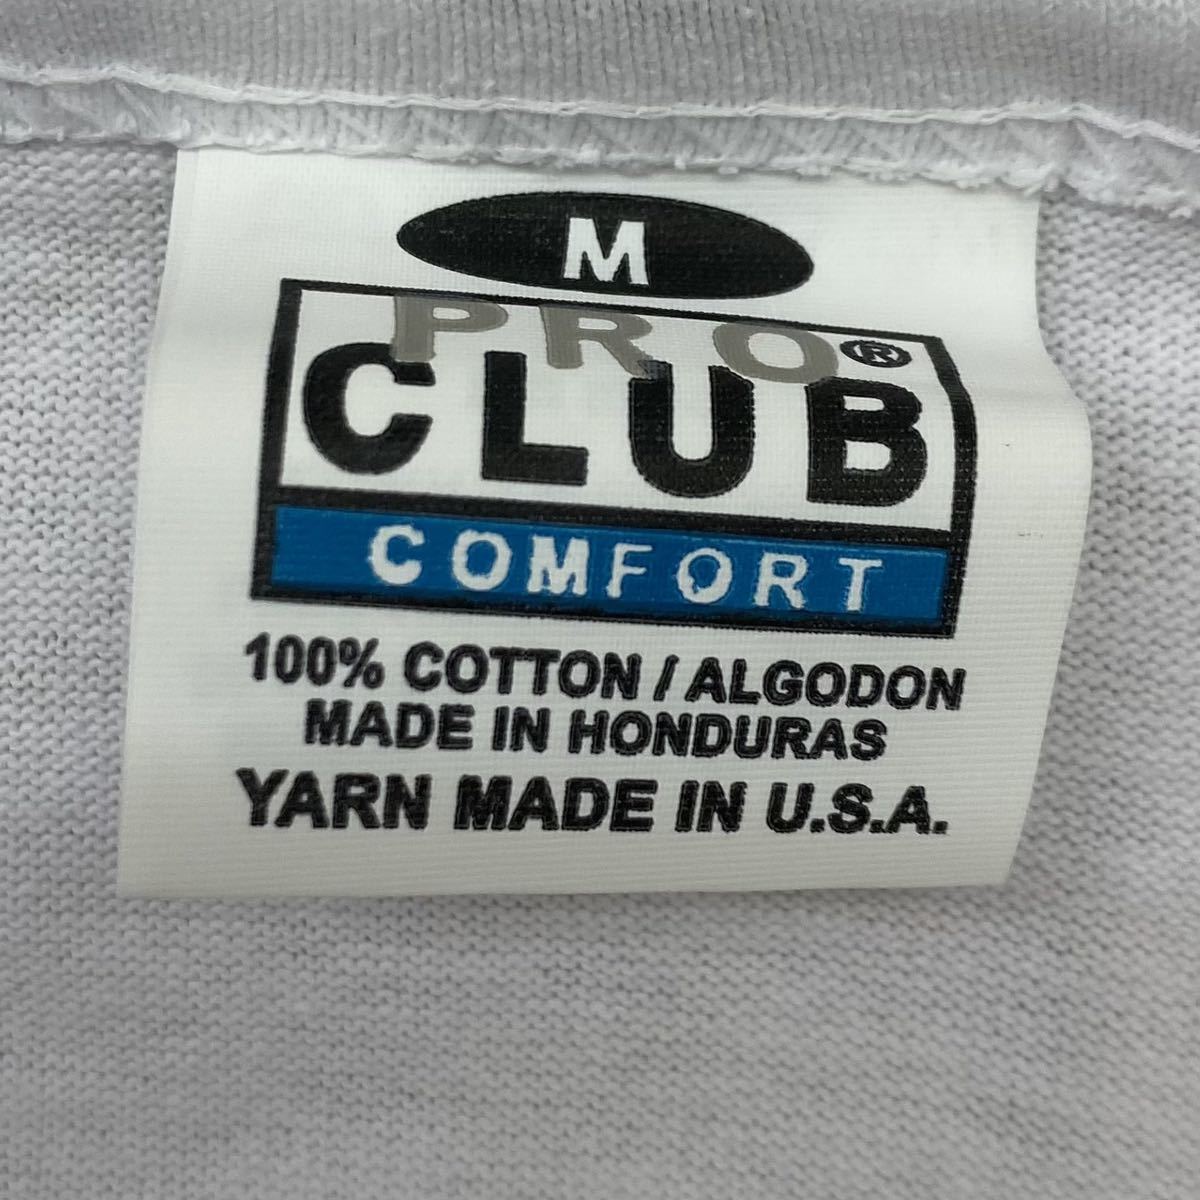 M
PRO®
CLUB
COMFORT
100% COTTON / ALGODON
MADE IN HONDURAS
YARN MADE IN U.S.A.